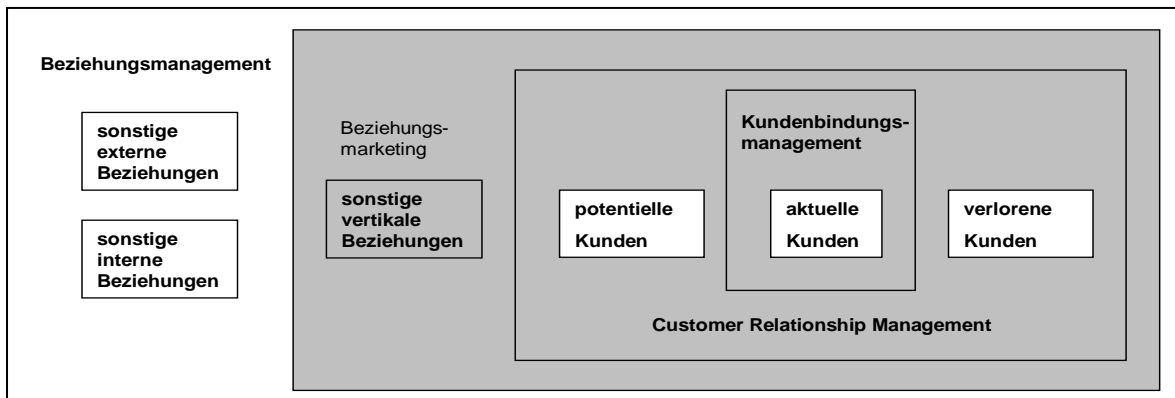 Beziehungsmanagement
sonstige
externe
Beziehungen
sonstige
interne
Beziehungen
Beziehungs-
marketing
sonstige
vertikale
Beziehungen
Kundenbindungs-
management
potentielle
Kunden
aktuelle
Kunden
verlorene
Kunden
Customer Relationship Management